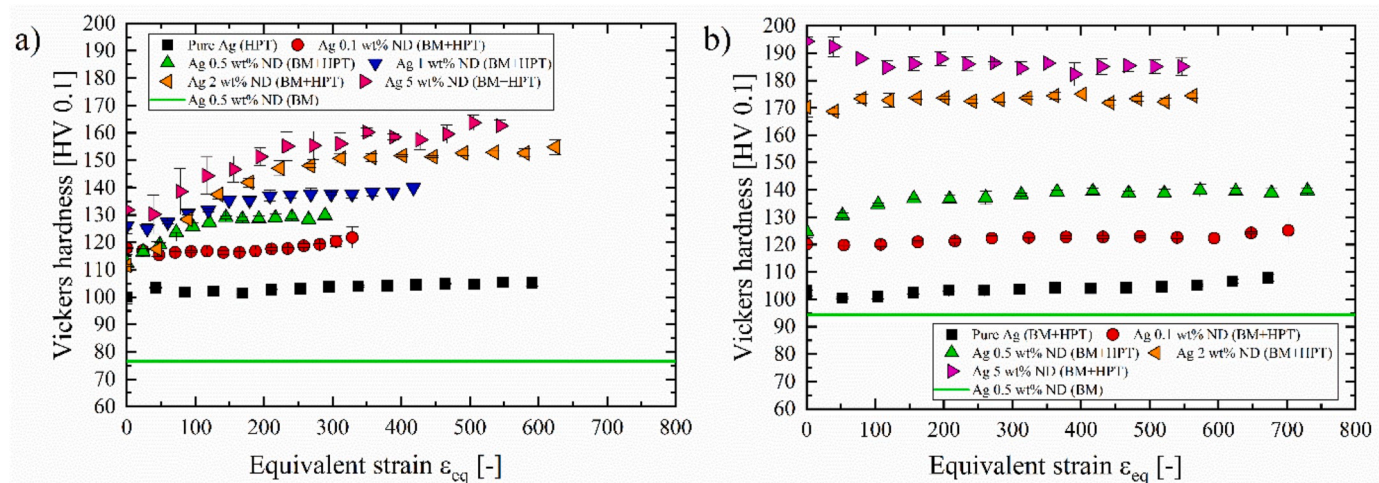 a)
Vickers hardness [HV 0.1]
200
190
180
170
160
150
140
130
120
110
100
90
80
70
60
Pure Ag (HPT) Ag 0.1 wt% ND (BM+HPT)
Ag 0.5 wt% ND (BM+HPT) Ag 1 wt% ND (BM+HPT)
Ag 2 wt% ND (BM+HPT) Ag 5 wt% ND (BM+HPT)
Ag 0.5 wt% ND (BM)
0 100 200 300 400 500 600 700 800
Equivalent strain εeq [-]
b)
Vickers hardness [HV 0.1]
200
190
180
170
160
150
140
130
120
110
100
90
80
70
60
Pure Ag (BM+HPT) Ag 0.1 wt% ND (BM+HPT)
Ag 0.5 wt% ND (BM+HPT) Ag 2 wt% ND (BM+HPT)
Ag 5 wt% ND (BM+HPT)
Ag 0.5 wt% ND (BM)
0 100 200 300 400 500 600 700 800
Equivalent strain εeq [-]